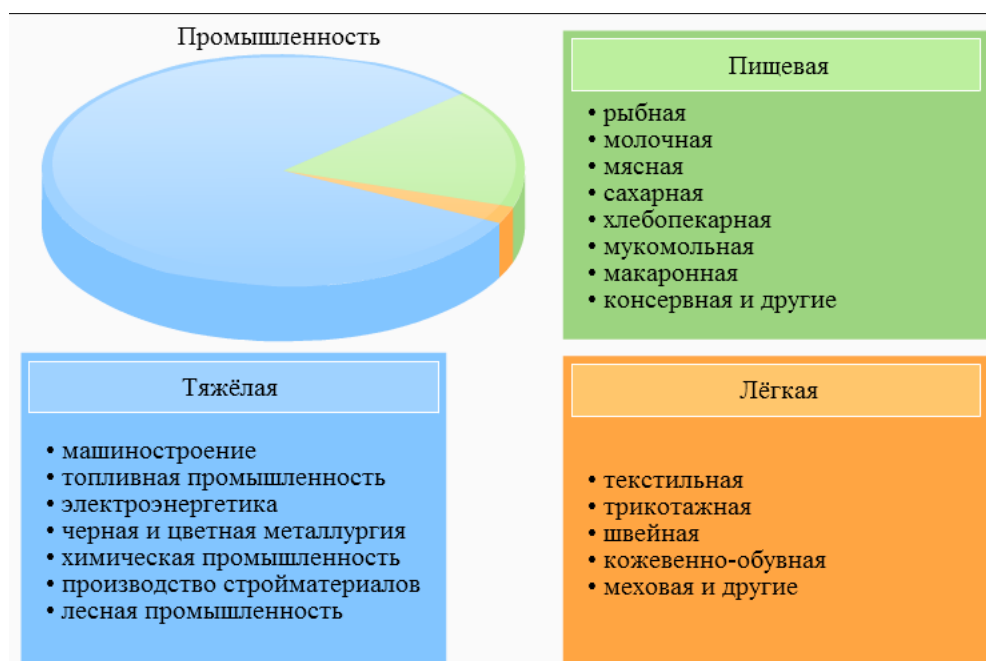 Промышленность
Пищевая
• рыбная
• молочная
• мясная
• сахарная
• хлебопекарная
• мукомольная
• макаронная
• консервная и другие
Тяжёлая
• машиностроение
• топливная промышленность
• электроэнергетика
• черная и цветная металлургия
• химическая промышленность
• производство стройматериалов
• лесная промышленность
Лёгкая
• текстильная
• трикотажная
• швейная
• кожевенно-обувная
• меховая и другие